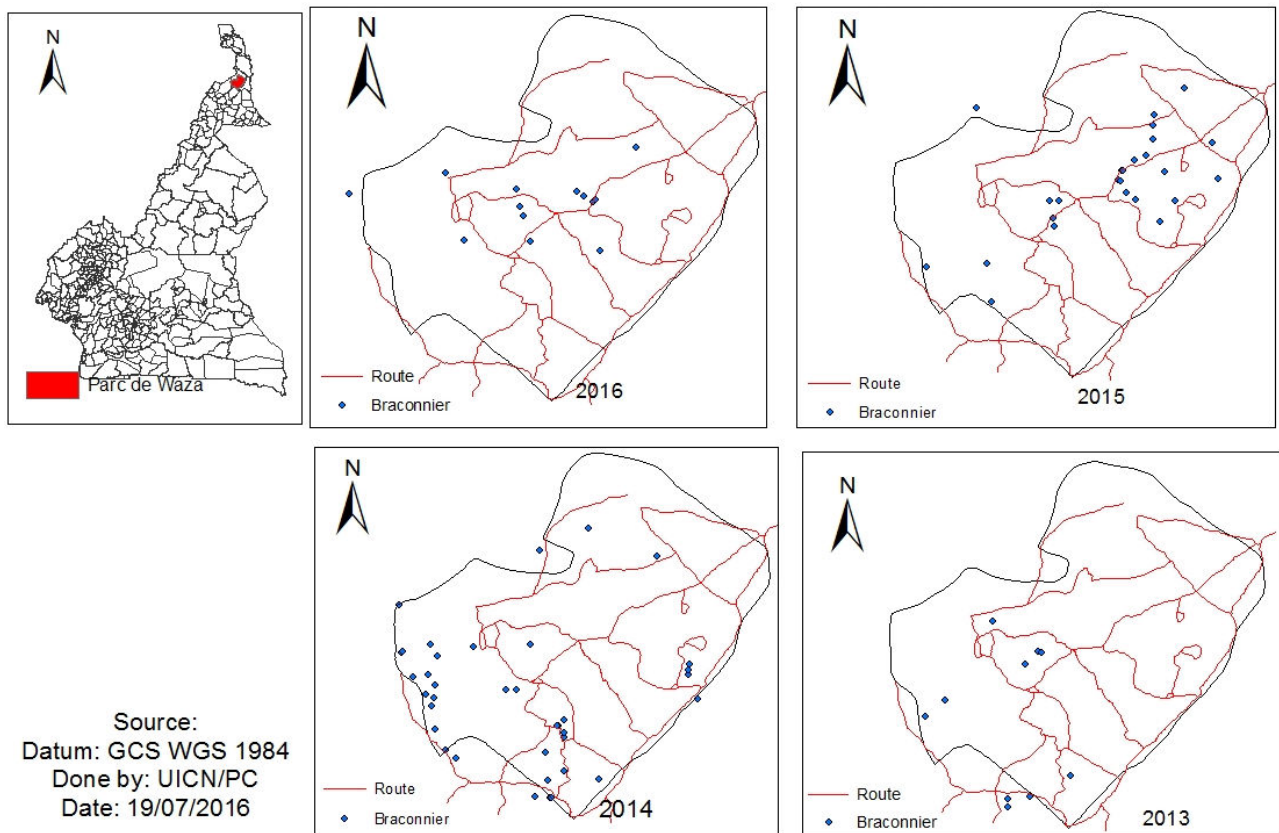 N
Parc de Waza
N
Route
Braconnier
2016
N
Route
Braconnier
2015
N
Route
Braconnier
2014
N
Route
Braconnier
2013
Source:
Datum: GCS WGS 1984
Done by: UICN/PC
Date: 19/07/2016